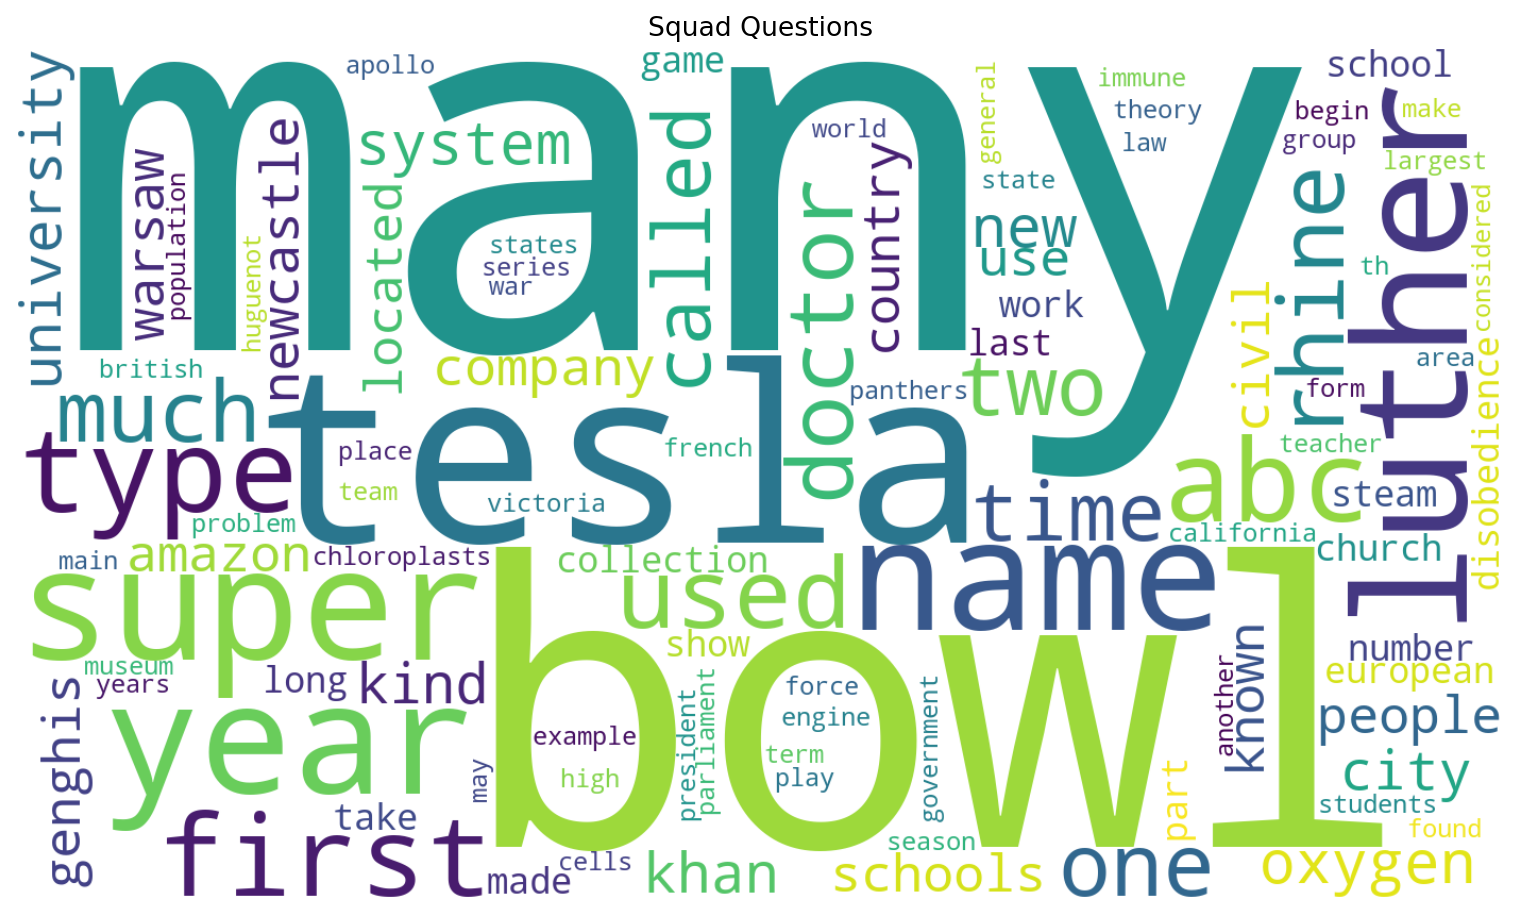 Squad Questions
many
apollo
game
general
immune
school
university
system
called
world
theory
law
begin
group
make
largest
luther
warsaw
population
newcastle
located
doctor
country
state
new
use
rhine
considered
huguenot
states
series
war
work
civil
th
british
company
last
two
panthers
area
form
disobedience
much
tesla
place
french
teacher
type
team
victoria
time
abc
steam
problem
california
main
amazon
chloroplasts
collection
name
church
super
bowl
used
show
known
number
museum
years
long
kind
another
european
genghis
year
example
president
parliament
force
engine
term
play
government
people
high
may
part
city
take
students
first
season
found
made
cells
khan
schools
one
oxygen